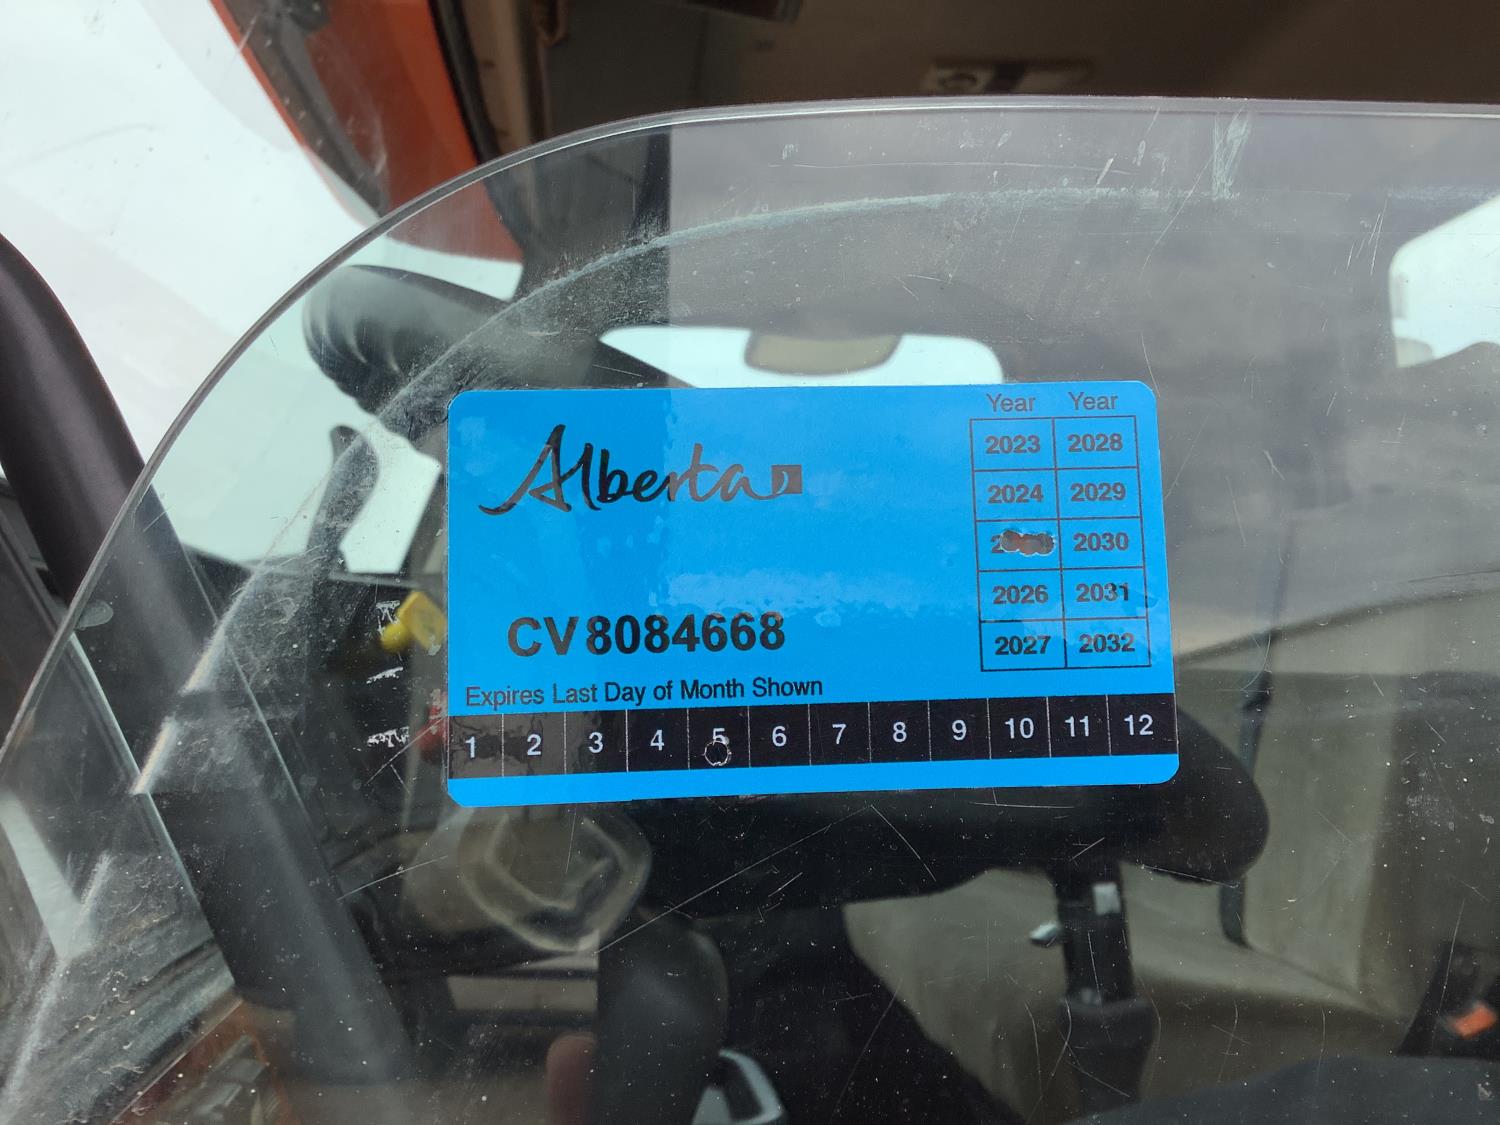 Alberta
Year Year
2023 2028
2024 2029
2030
2026 2031
2027 2032
CV8084668
Expires Last Day of Month Shown
1 2 3 4 5 6 7 8 9 10 11 12